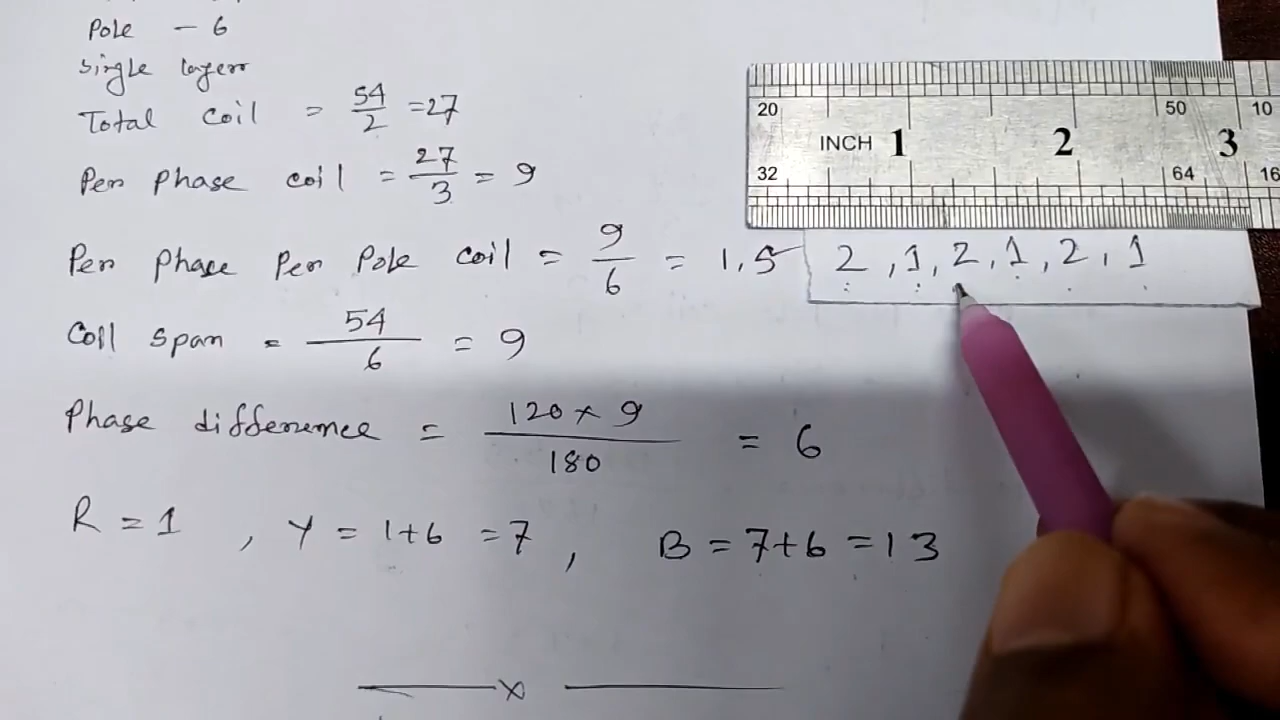 Pole - 6
Single layer
Total coil = 54/2 = 27
Per Phase coil = 27/3 = 9
Per Phase Per Pole coil = 9/6 = 1.5 2, 1, 2, 1, 2, 1
Coil span = 54/6 = 9
Phase difference = 120 × 9 / 180 = 6
R = 1, Y = 1+6 = 7, B = 7+6 = 13
x
20 50 10
INCH 1 2 3
32 64 16